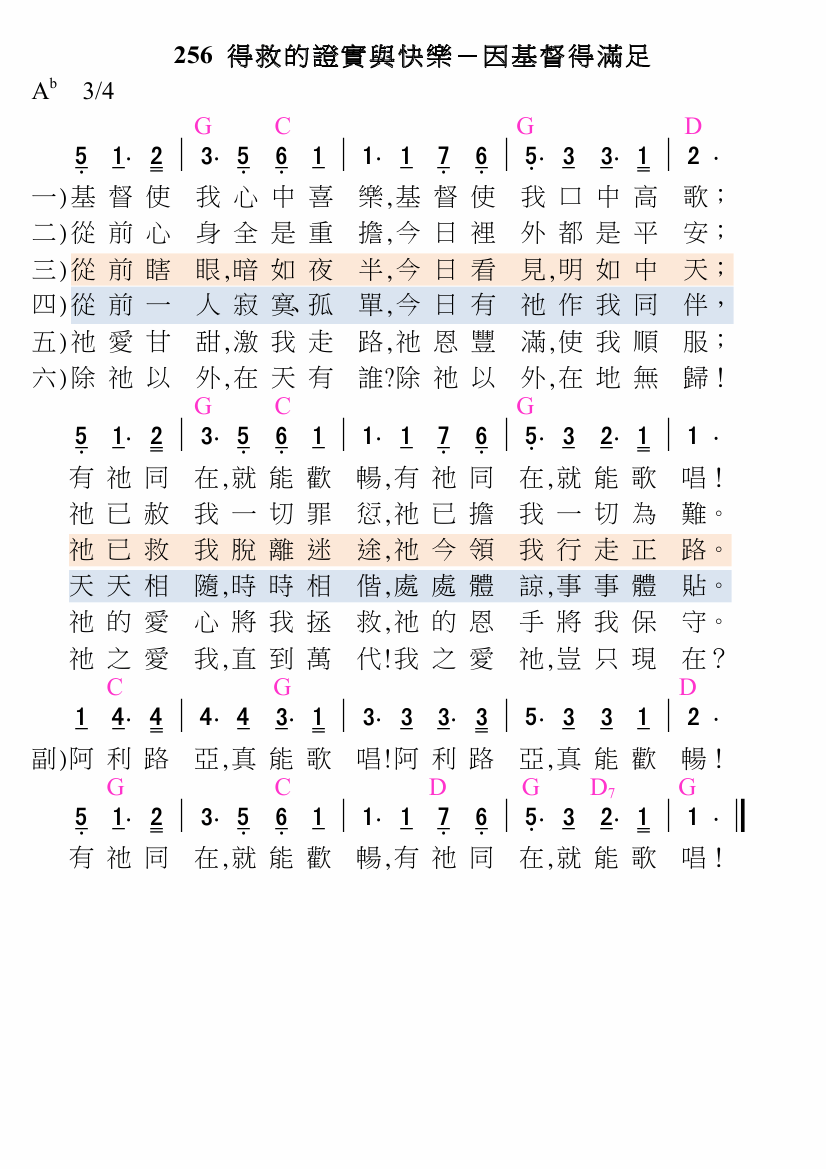 256 得救的證實與快樂－因基督得滿足
Ab 3/4
G C G D
5 1· 2 | 3· 5 6 1 | 1· 1 7 6 | 5· 3 3· 1 | 2 ·
一)基督使 我心中喜 樂,基督使 我口中高 歌；
二)從前心 身全是重 擔,今日裡 外都是平 安；
三)從前瞎 眼,暗如夜 半,今日看 見,明如中 天；
四)從前一 人寂寞、孤 單,今日有 祂作我同 伴，
五)祂愛甘 甜,激我走 路,祂恩豐 滿,使我順 服；
六)除祂以 外,在天有 誰?除祂以 外,在地無 歸！
G C G
5 1· 2 | 3· 5 6 1 | 1· 1 7 6 | 5· 3 2· 1 | 1 ·
有祂同 在,就能歡 暢,有祂同 在,就能歌 唱！
祂已赦 我一切罪 愆,祂已擔 我一切為 難。
祂已救 我脫離迷 途,祂今領 我行走正 路。
天天相 隨,時時相 偕,處處體 諒,事事體 貼。
祂的愛 心將我拯 救,祂的恩 手將我保 守。
祂之愛 我,直到萬 代!我之愛 祂,豈只現 在？
C G D
1 4· 4 | 4· 4 3· 1 | 3· 3 3· 3 | 5· 3 3 1 | 2 ·
副)阿利路 亞,真能歌 唱!阿利路 亞,真能歡 暢！
G C D G D7 G
5 1· 2 | 3· 5 6 1 | 1· 1 7 6 | 5· 3 2· 1 | 1 · ||
有祂同 在,就能歡 暢,有祂同 在,就能歌 唱！